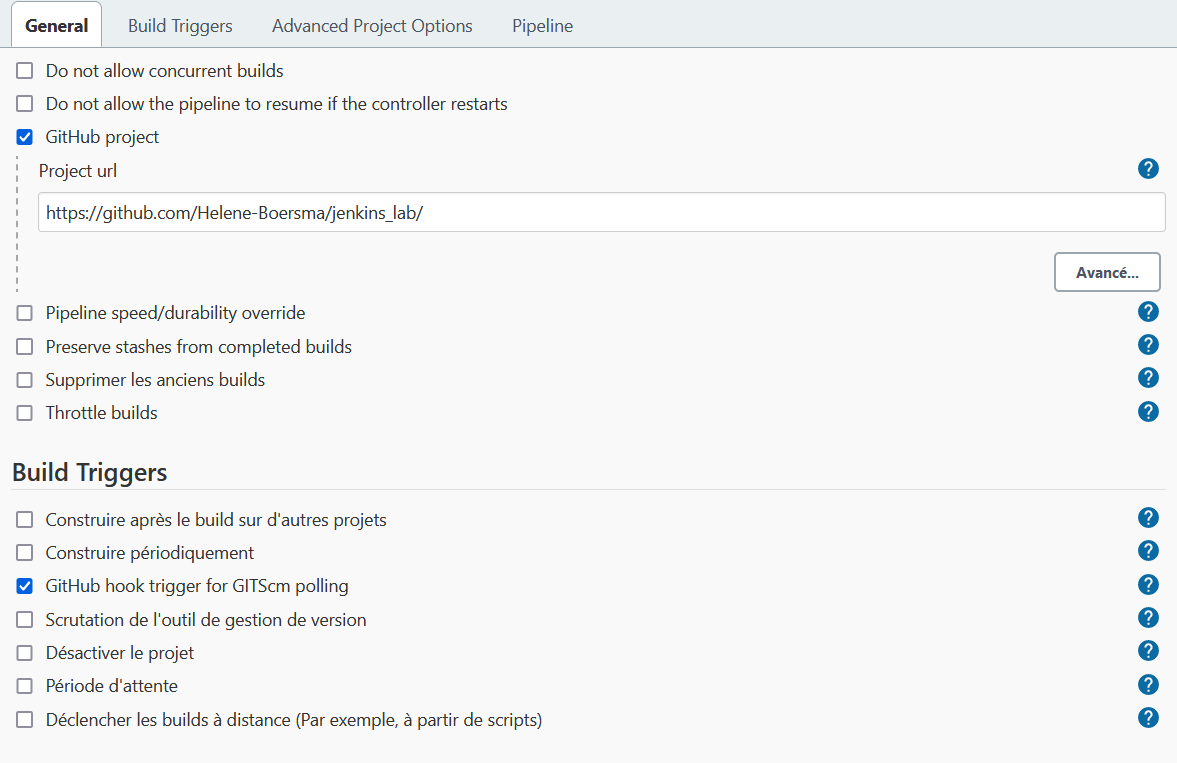 General Build Triggers Advanced Project Options Pipeline
Do not allow concurrent builds
Do not allow the pipeline to resume if the controller restarts
GitHub project
Project url ?
https://github.com/Helene-Boersma/jenkins_lab/
Avancé...
Pipeline speed/durability override ?
Preserve stashes from completed builds ?
Supprimer les anciens builds ?
Throttle builds ?
Build Triggers
Construire après le build sur d'autres projets ?
Construire périodiquement ?
GitHub hook trigger for GITScm polling ?
Scrutation de l'outil de gestion de version ?
Désactiver le projet ?
Période d'attente ?
Déclencher les builds à distance (Par exemple, à partir de scripts) ?